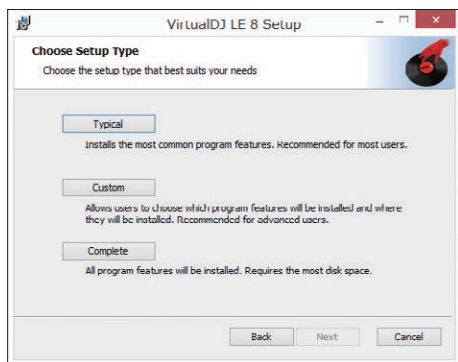 VirtualDJ LE 8 Setup
Choose Setup Type
Choose the setup type that best suits your needs
Typical
Installs the most common program features. Recommended for most users.
Custom
Allows users to choose which program features will be installed and where
they will be installed. Recommended for advanced users.
Complete
All program features will be installed. Requires the most disk space.
Back Next Cancel